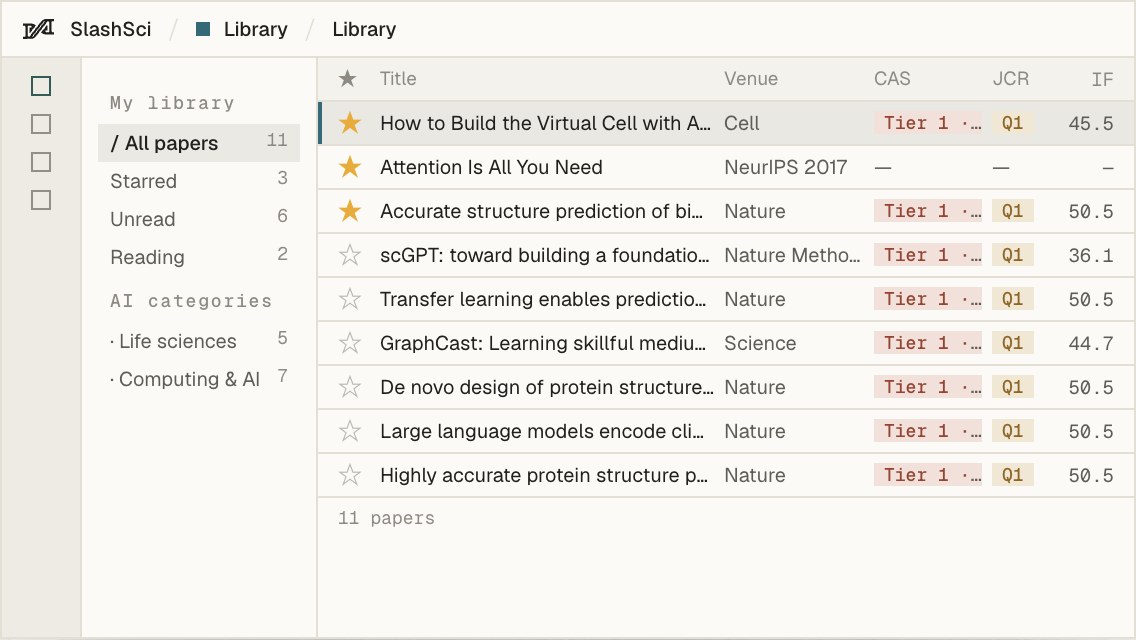 SlashSci / Library / Library
My library
/ All papers 11
Starred 3
Unread 6
Reading 2
AI categories
· Life sciences 5
· Computing & AI 7
★ Title Venue CAS JCR IF
How to Build the Virtual Cell with A… Cell Tier 1 ·… Q1 45.5
Attention Is All You Need NeurIPS 2017 — — —
Accurate structure prediction of bi… Nature Tier 1 ·… Q1 50.5
scGPT: toward building a foundatio… Nature Metho… Tier 1 ·… Q1 36.1
Transfer learning enables predictio… Nature Tier 1 ·… Q1 50.5
GraphCast: Learning skillful mediu… Science Tier 1 ·… Q1 44.7
De novo design of protein structure… Nature Tier 1 ·… Q1 50.5
Large language models encode cli… Nature Tier 1 ·… Q1 50.5
Highly accurate protein structure p… Nature Tier 1 ·… Q1 50.5
11 papers